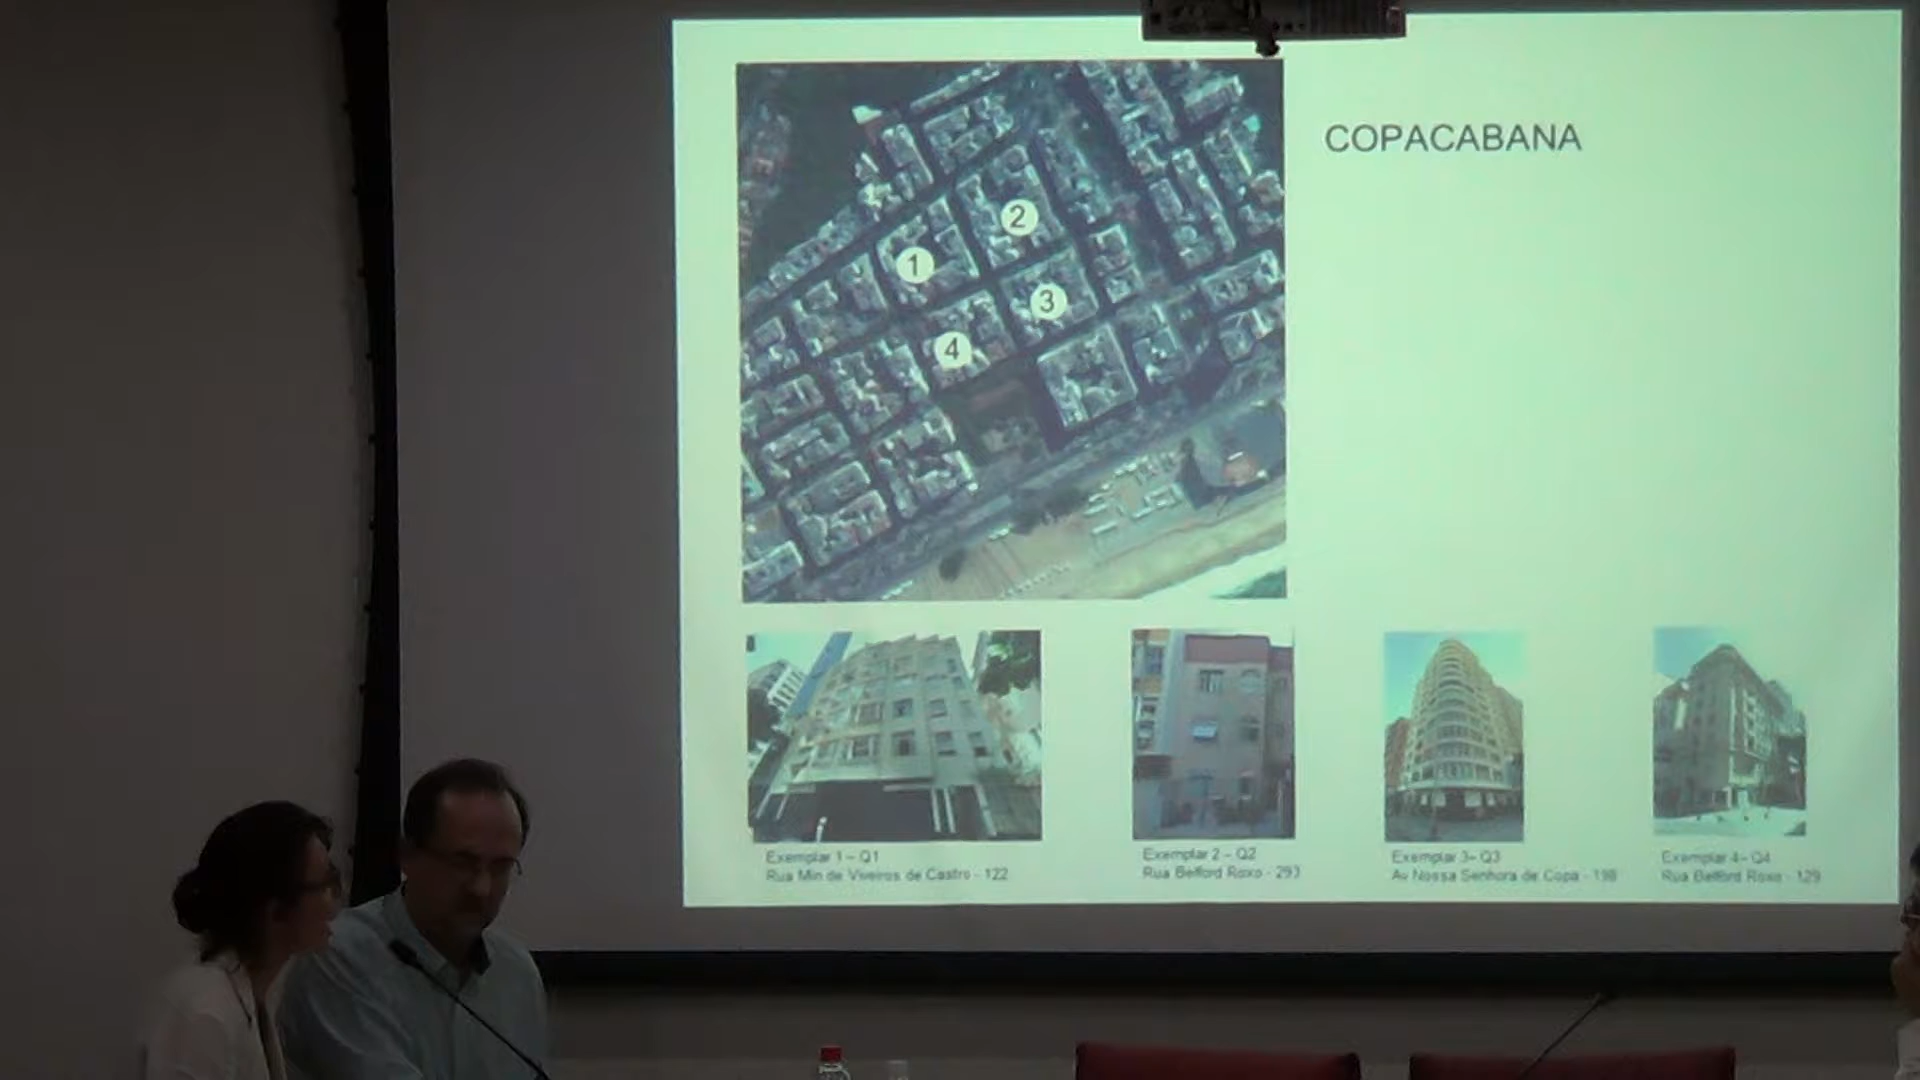 COPACABANA
2
1
3
4
Exemplar 1 – Q1
Rua Min de Viveiros de Castro - 122
Exemplar 2 – Q2
Rua Belford Roxo - 293
Exemplar 3– Q3
Av Nossa Senhora de Copa - 198
Exemplar 4– Q4
Rua Belford Roxo - 129